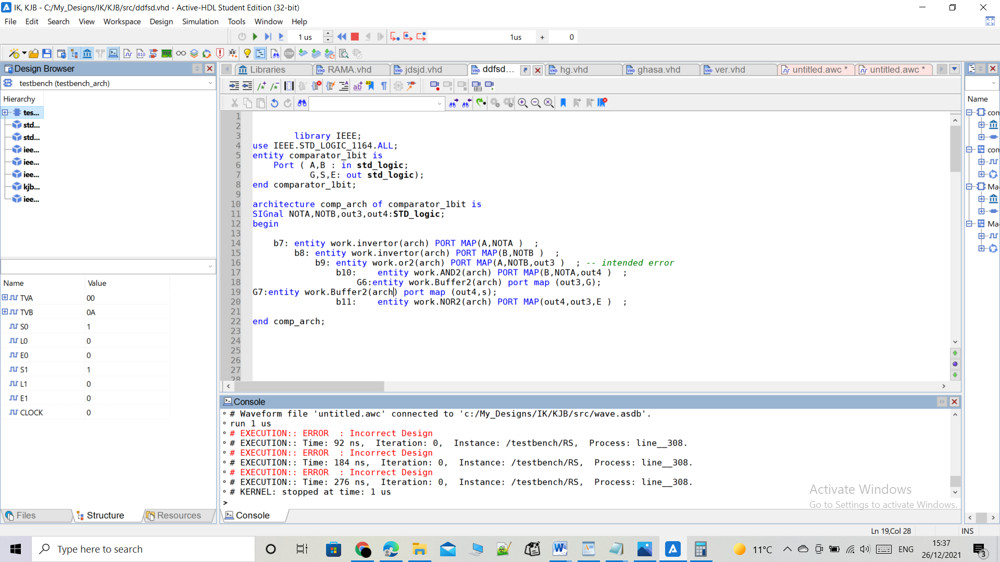 IK, KJB - C:/My_Designs/IK/KJB/src/ddfsd.vhd - Active-HDL Student Edition (32-bit)
File Edit Search View Workspace Design Simulation Tools Window Help
1 us 1us + 0
Design Browser
testbench (testbench_arch)
Hierarchy
tes...
std...
std...
iee...
iee...
iee...
kjb...
iee...
Name Value
TVA 00
TVB 0A
S0 1
L0 0
E0 0
S1 1
L1 0
E1 0
CLOCK 0
Files Structure Resources
Libraries RAMA.vhd jdsjd.vhd ddfsd... hg.vhd ghasa.vhd ver.vhd untitled.awc * untitled.awc *
1
2
3 library IEEE;
4 use IEEE.STD_LOGIC_1164.ALL;
5 entity comparator_1bit is
6 Port ( A,B : in std_logic;
7 G,S,E: out std_logic);
8 end comparator_1bit;
9
10 architecture comp_arch of comparator_1bit is
11 SIGnal NOTA,NOTB,out3,out4:STD_logic;
12 begin
13
14 b7: entity work.invertor(arch) PORT MAP(A,NOTA ) ;
15 b8: entity work.invertor(arch) PORT MAP(B,NOTB ) ;
16 b9: entity work.or2(arch) PORT MAP(A,NOTB,out3 ) ; -- intended error
17 b10: entity work.AND2(arch) PORT MAP(B,NOTA,out4 ) ;
18 G6:entity work.Buffer2(arch) port map (out3,G);
19 G7:entity work.Buffer2(arch) port map (out4,s);
20 b11: entity work.NOR2(arch) PORT MAP(out4,out3,E ) ;
21
22 end comp_arch;
23
24
25
26
27
28
Console
# Waveform file 'untitled.awc' connected to 'c:/My_Designs/IK/KJB/src/wave.asdb'.
run 1 us
# EXECUTION:: ERROR : Incorrect Design
# EXECUTION:: Time: 92 ns, Iteration: 0, Instance: /testbench/RS, Process: line__308.
# EXECUTION:: ERROR : Incorrect Design
# EXECUTION:: Time: 184 ns, Iteration: 0, Instance: /testbench/RS, Process: line__308.
# EXECUTION:: ERROR : Incorrect Design
# EXECUTION:: Time: 276 ns, Iteration: 0, Instance: /testbench/RS, Process: line__308.
# KERNEL: stopped at time: 1 us
>
Console
Name
com
com
Ma
Ma
Activate Windows
Go to Settings to activate Windows.
Ln 19,Col 28 INS
Type here to search
11°C ENG
15:37
26/12/2021
3